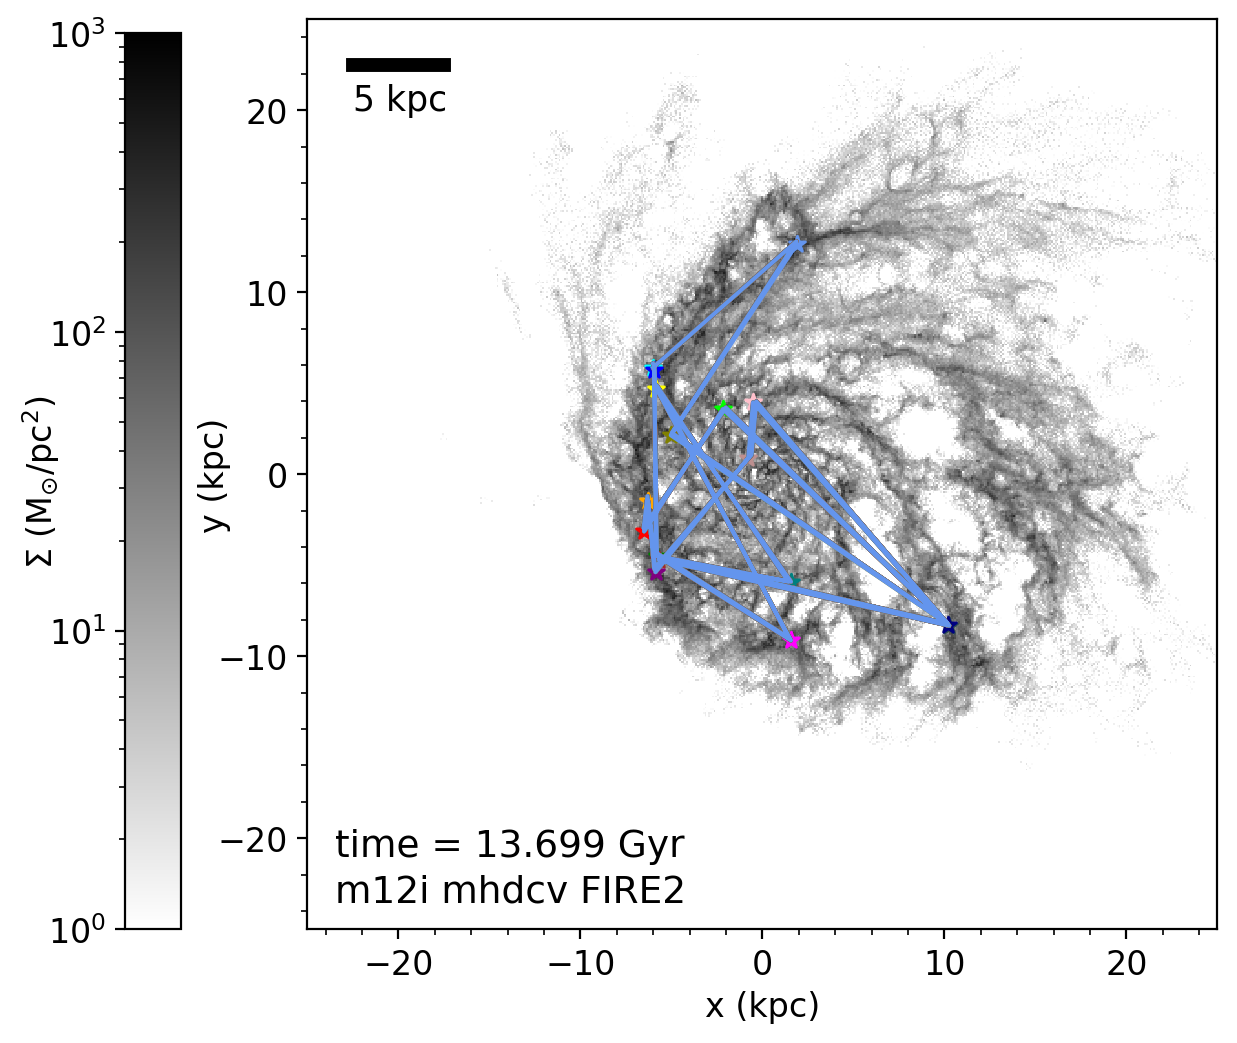 10³
10²
10¹
10⁰
Σ (M⊙/pc²)
y (kpc)
20
10
0
−10
−20
5 kpc
time = 13.699 Gyr
m12i mhdcv FIRE2
−20
−10
0
10
20
x (kpc)